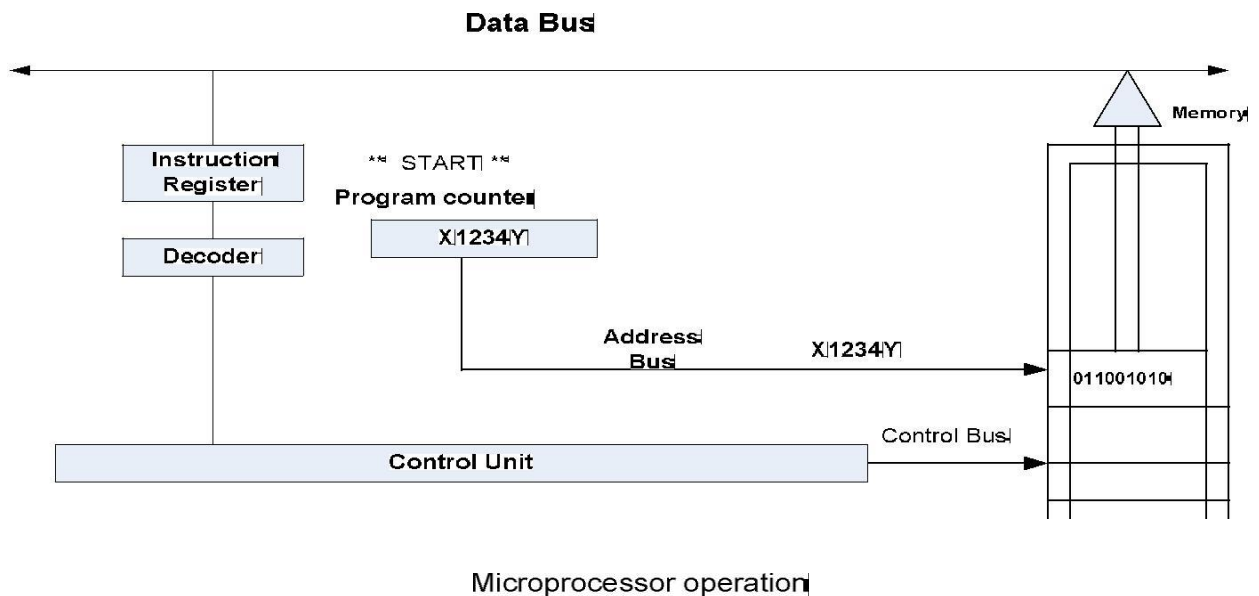 Data Bus
Memory
Instruction
Register
** START **
Program counter
X 1234 Y
Decoder
Address
Bus
X 1234 Y
011001010
Control Bus
Control Unit
Microprocessor operation